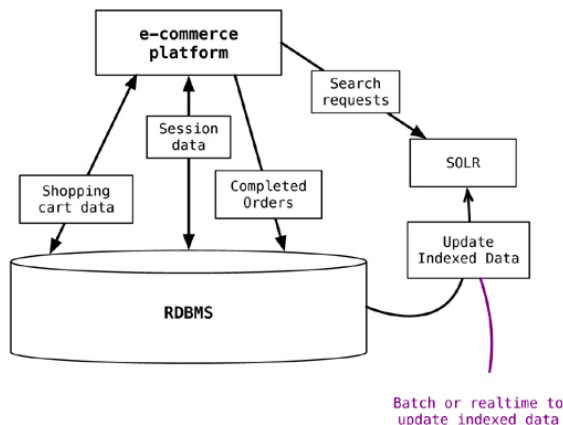 e-commerce
platform
Search
requests
Session
data
SOLR
Shopping
cart data
Completed
Orders
Update
Indexed Data
RDBMS
Batch or realtime to
update indexed data